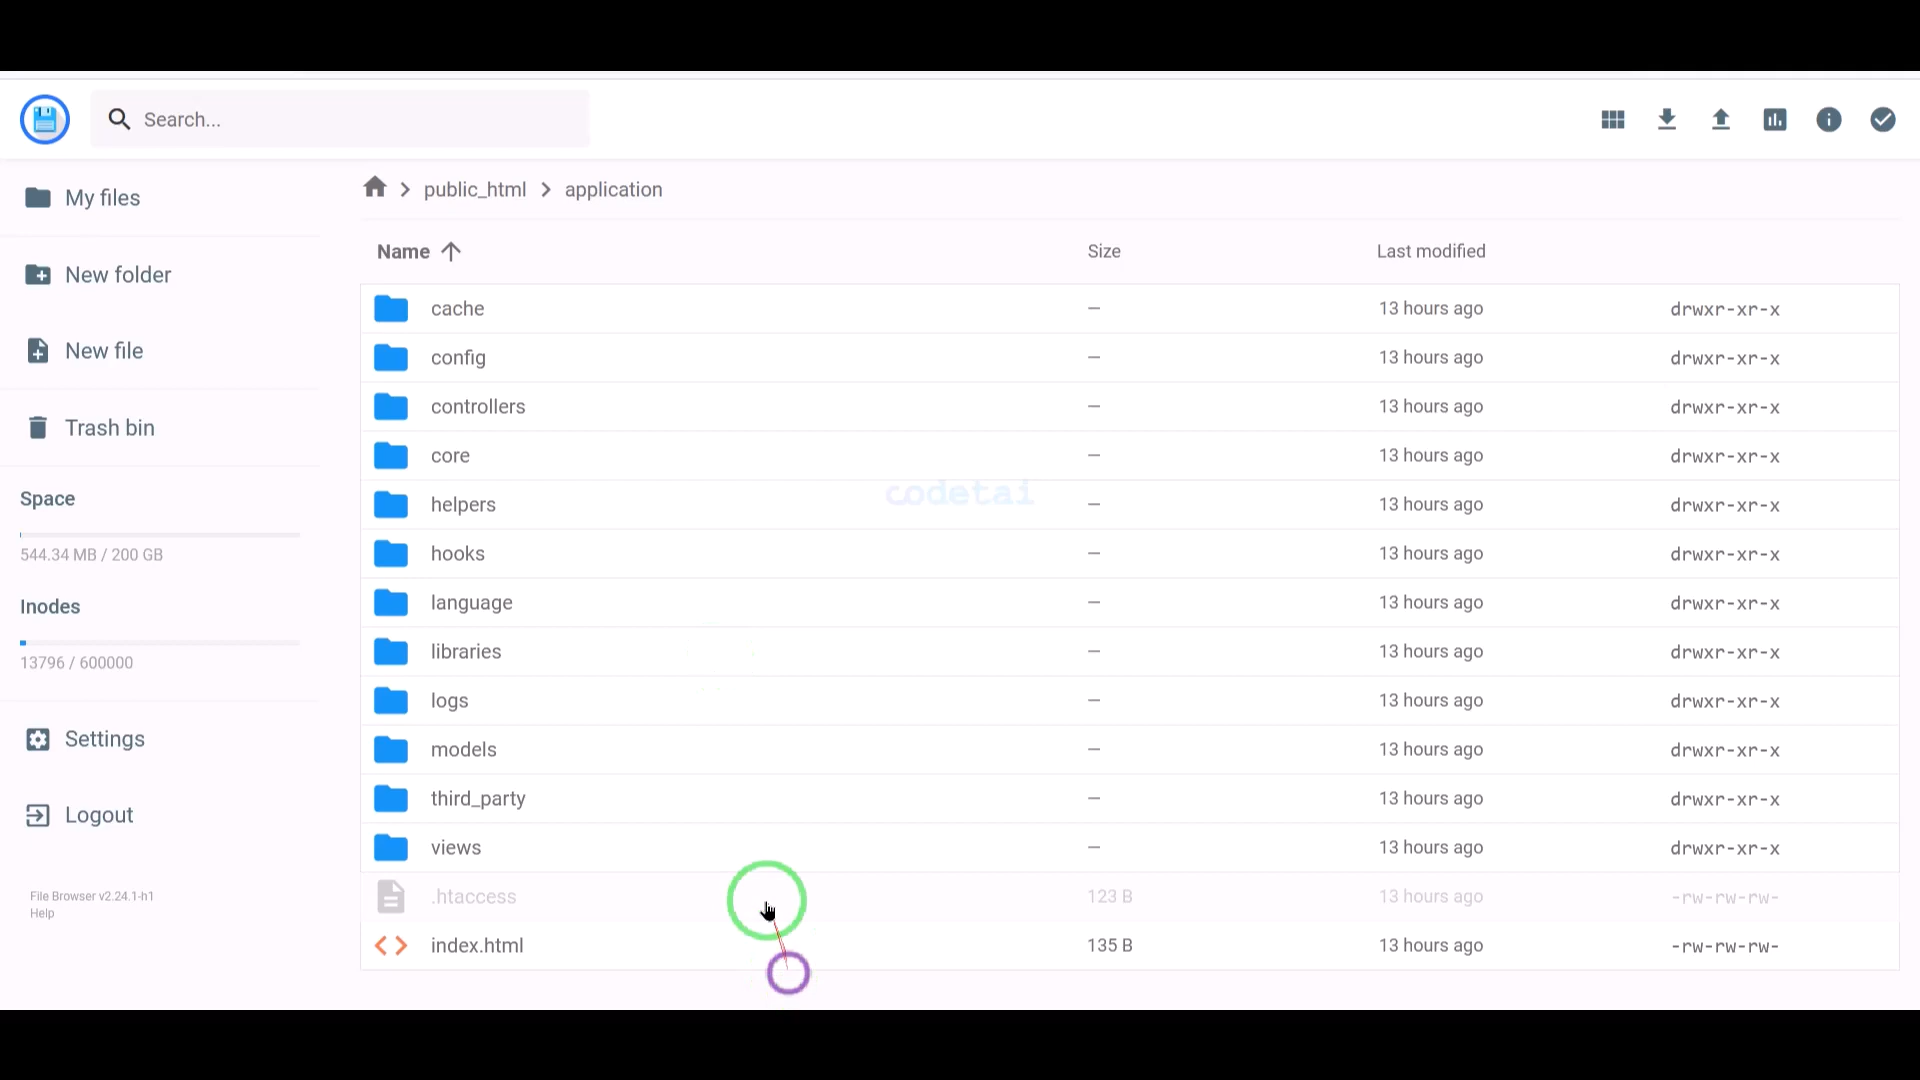 Search...
My files
New folder
New file
Trash bin
Space
544.34 MB / 200 GB
Inodes
13796 / 600000
Settings
Logout
File Browser v2.24.1-h1
Help
public_html > application
Name Size Last modified
cache — 13 hours ago drwxr-xr-x
config — 13 hours ago drwxr-xr-x
controllers — 13 hours ago drwxr-xr-x
core — 13 hours ago drwxr-xr-x
codetai
helpers — 13 hours ago drwxr-xr-x
hooks — 13 hours ago drwxr-xr-x
language — 13 hours ago drwxr-xr-x
libraries — 13 hours ago drwxr-xr-x
logs — 13 hours ago drwxr-xr-x
models — 13 hours ago drwxr-xr-x
third_party — 13 hours ago drwxr-xr-x
views — 13 hours ago drwxr-xr-x
.htaccess 123 B 13 hours ago -rw-rw-rw-
index.html 135 B 13 hours ago -rw-rw-rw-